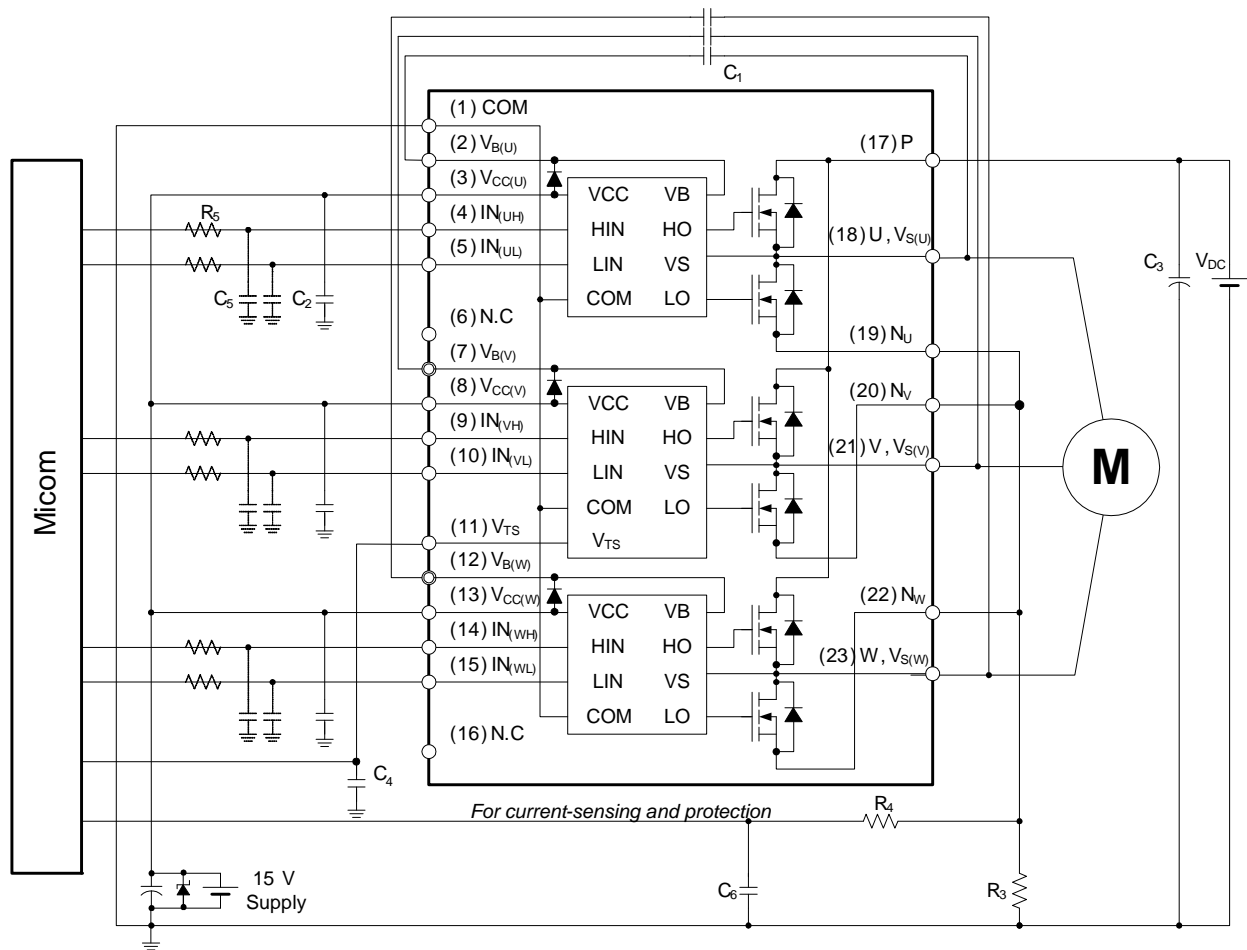 C1
(1) COM
(2) VB(U)
(3) VCC(U)
(4) IN(UH)
(5) IN(UL)
(6) N.C
(7) VB(V)
(8) VCC(V)
(9) IN(VH)
(10) IN(VL)
(11) VTS
(12) VB(W)
(13) VCC(W)
(14) IN(WH)
(15) IN(WL)
(16) N.C
(17) P
(18) U, VS(U)
(19) NU
(20) NV
(21) V, VS(V)
(22) NW
(23) W, VS(W)
VCC VB
HIN HO
LIN VS
COM LO
VCC VB
HIN HO
LIN VS
COM LO
VTS
VCC VB
HIN HO
LIN VS
COM LO
Micom
R5
C5
C2
C4
C3
VDC
M
For current-sensing and protection
R4
C6
R3
15 V
Supply